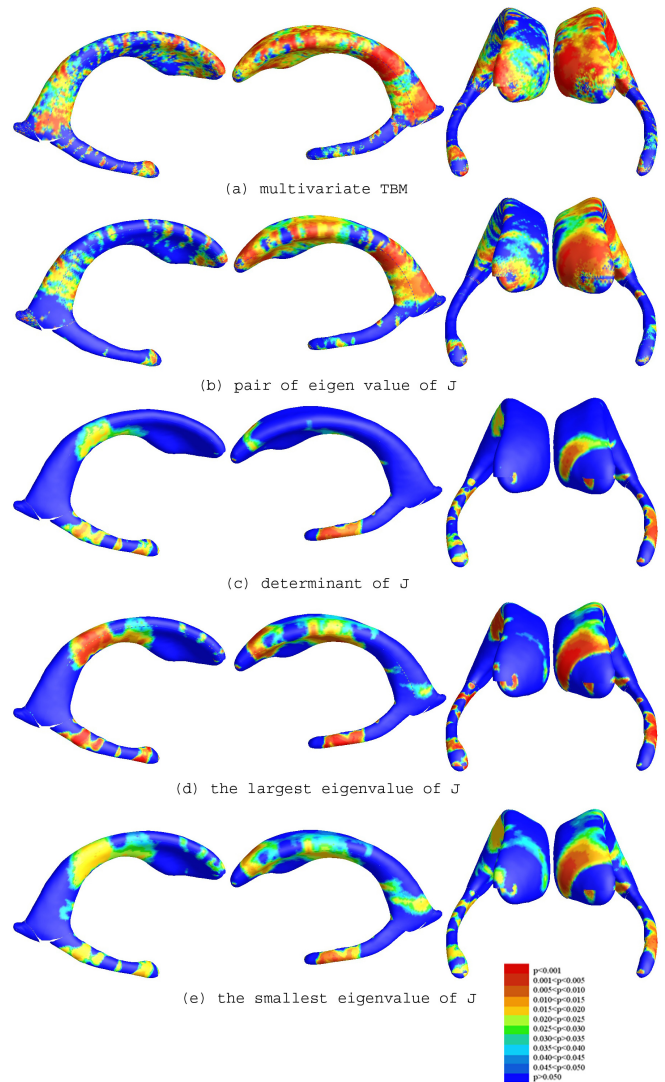 (a) multivariate TBM
(b) pair of eigen value of J
(c) determinant of J
(d) the largest eigenvalue of J
(e) the smallest eigenvalue of J
p<0.001
0.001<p<0.005
0.005<p<0.010
0.010<p<0.015
0.015<p<0.020
0.020<p<0.025
0.025<p<0.030
0.030<p>0.035
0.035<p<0.040
0.040<p<0.045
0.045<p<0.050
p>0.050